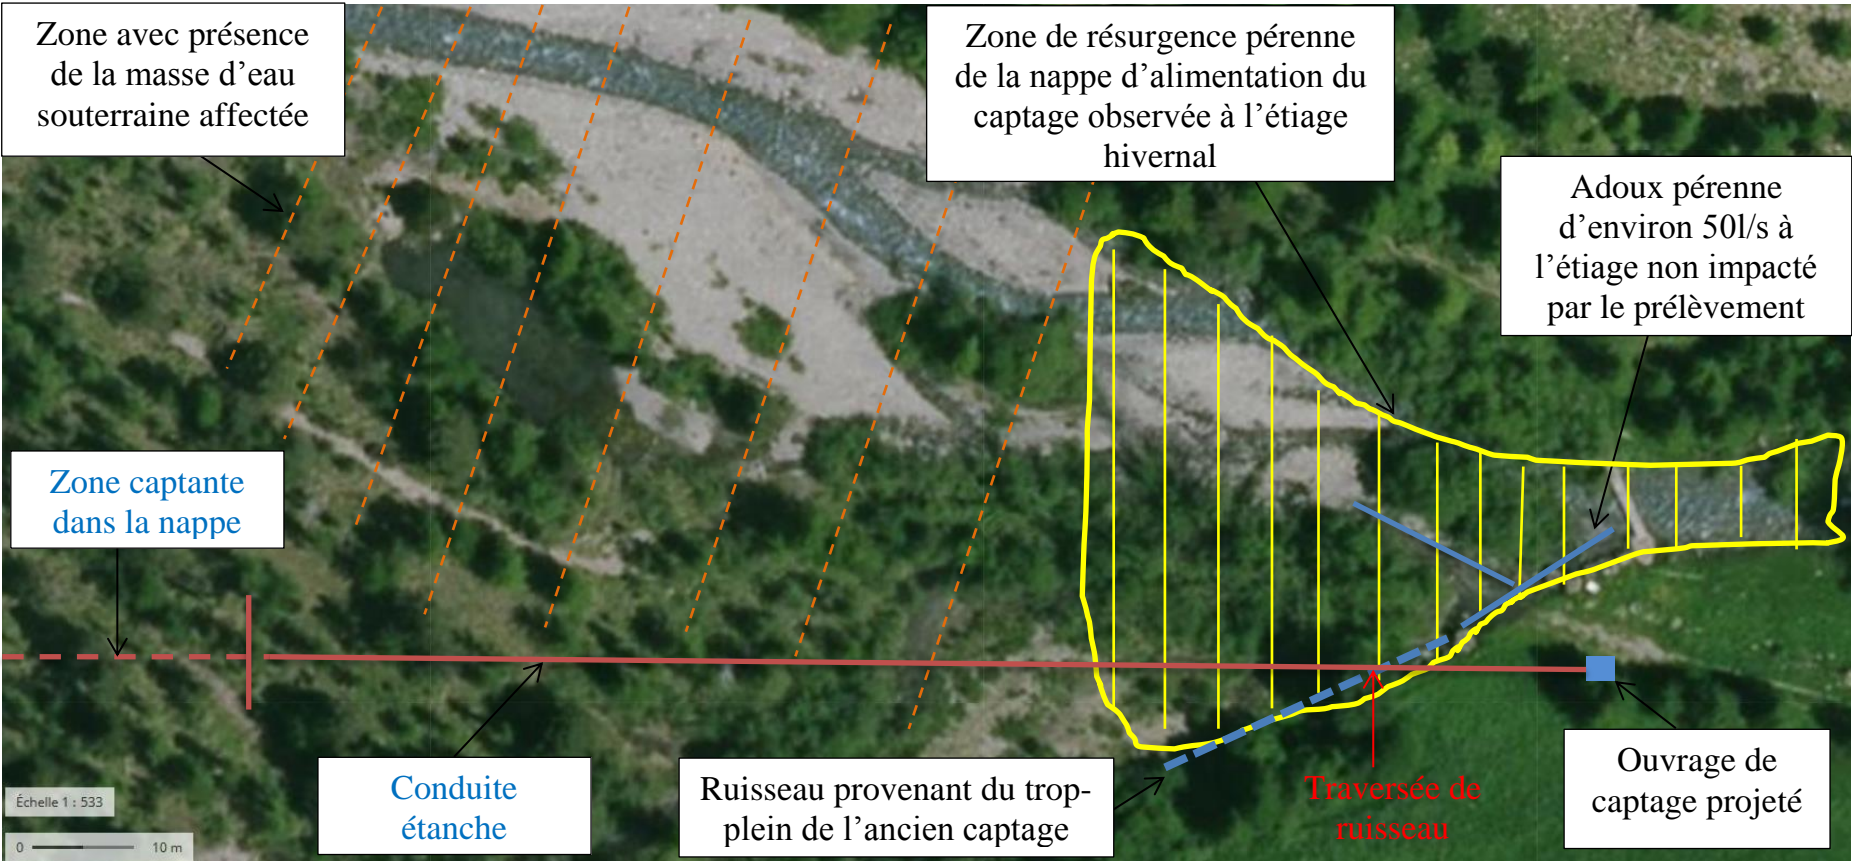 Zone avec présence
de la masse d'eau
souterraine affectée
Zone de résurgence pérenne
de la nappe d'alimentation du
captage observée à l'étiage
hivernal
Adoux pérenne
d'environ 50l/s à
l'étiage non impacté
par le prélèvement
Zone captante
dans la nappe
Conduite
étanche
Ruisseau provenant du trop-
plein de l'ancien captage
Traversée de
ruisseau
Ouvrage de
captage projeté
Échelle 1 : 533
0 10 m